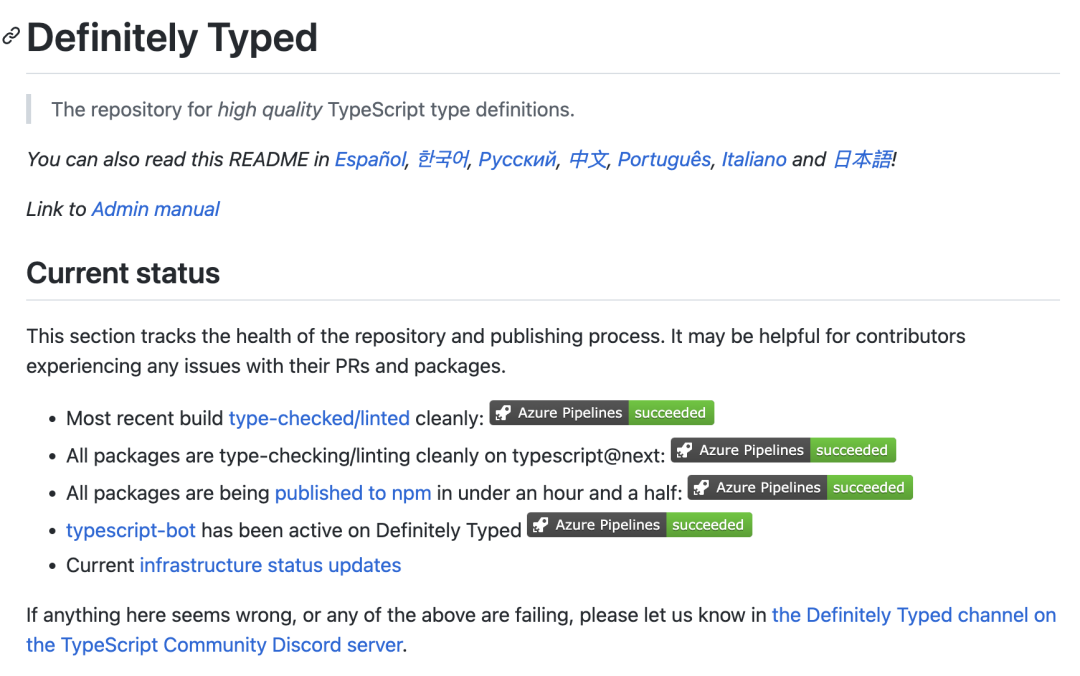 Definitely Typed
The repository for high quality TypeScript type definitions.
You can also read this README in Español, 한국어, Русский, 中文, Português, Italiano and 日本語!
Link to Admin manual
Current status
This section tracks the health of the repository and publishing process. It may be helpful for contributors
experiencing any issues with their PRs and packages.
• Most recent build type-checked/linted cleanly: Azure Pipelines succeeded
• All packages are type-checking/linting cleanly on typescript@next: Azure Pipelines succeeded
• All packages are being published to npm in under an hour and a half: Azure Pipelines succeeded
• typescript-bot has been active on Definitely Typed Azure Pipelines succeeded
• Current infrastructure status updates
If anything here seems wrong, or any of the above are failing, please let us know in the Definitely Typed channel on
the TypeScript Community Discord server.